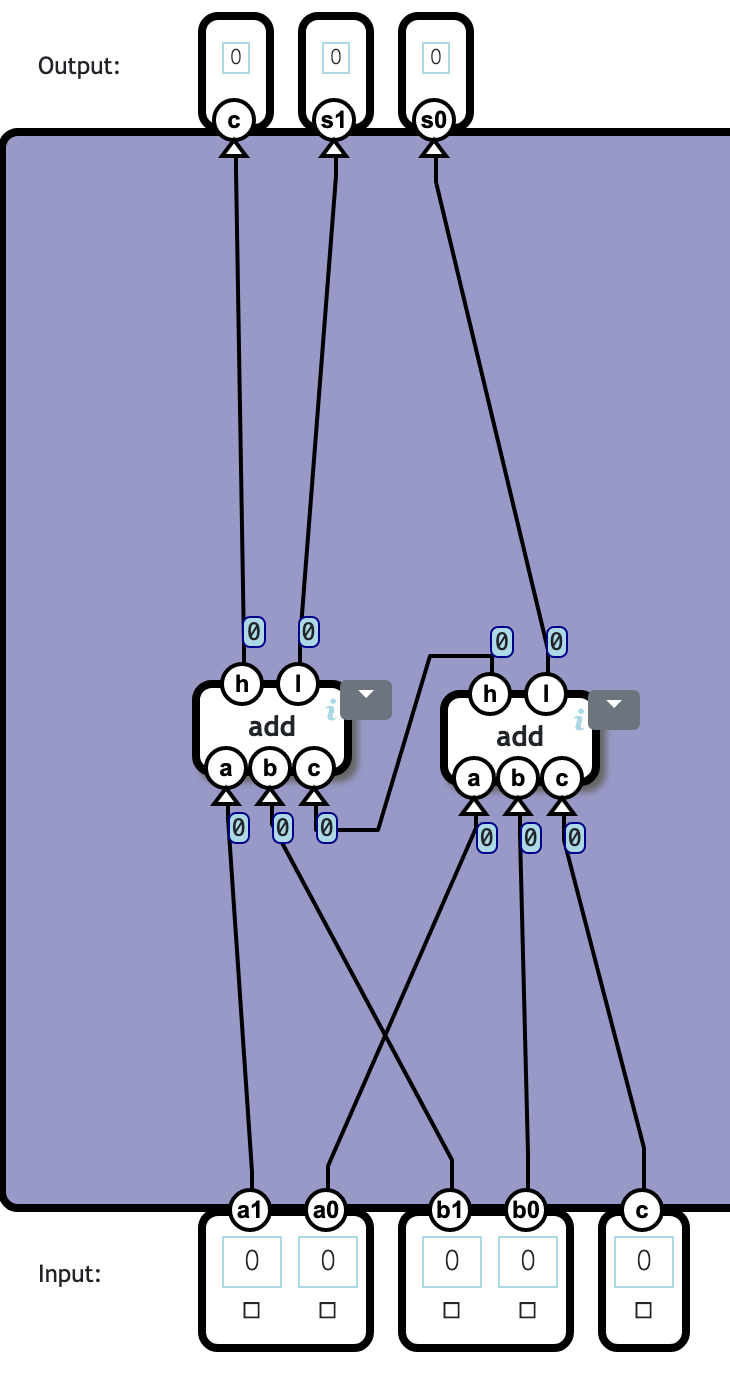 Output:
0 0 0
c s1 s0
0 0 0 0
h l h l
i i
add add
a b c a b c
0 0 0 0 0 0
a1 a0 b1 b0 c
Input:
0 0 0 0 0